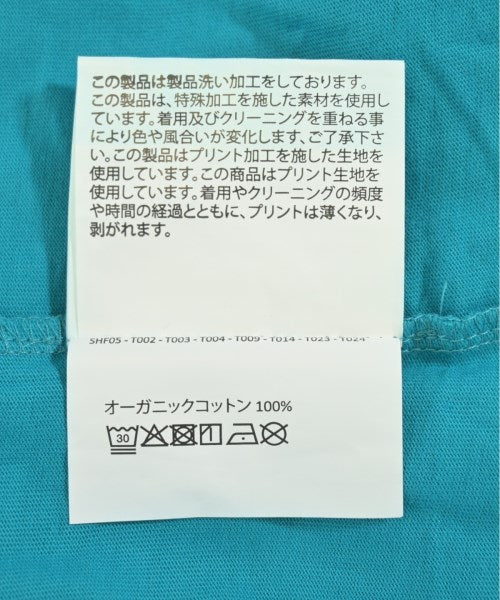 この製品は製品洗い加工をしております。
この製品は、特殊加工を施した素材を使用し
ています。着用及びクリーニングを重ねる事
により色や風合いが変化します、ご了承下さ
い。この製品はプリント加工を施した生地を
使用しています。この商品はプリント生地を
使用しています。着用やクリーニングの頻度
や時間の経過とともに、プリントは薄くなり、
剥がれます。
SHF05 - T002 - T003 - T004 - T009 - T014 - T023 - T024
オーガニックコットン 100%
30